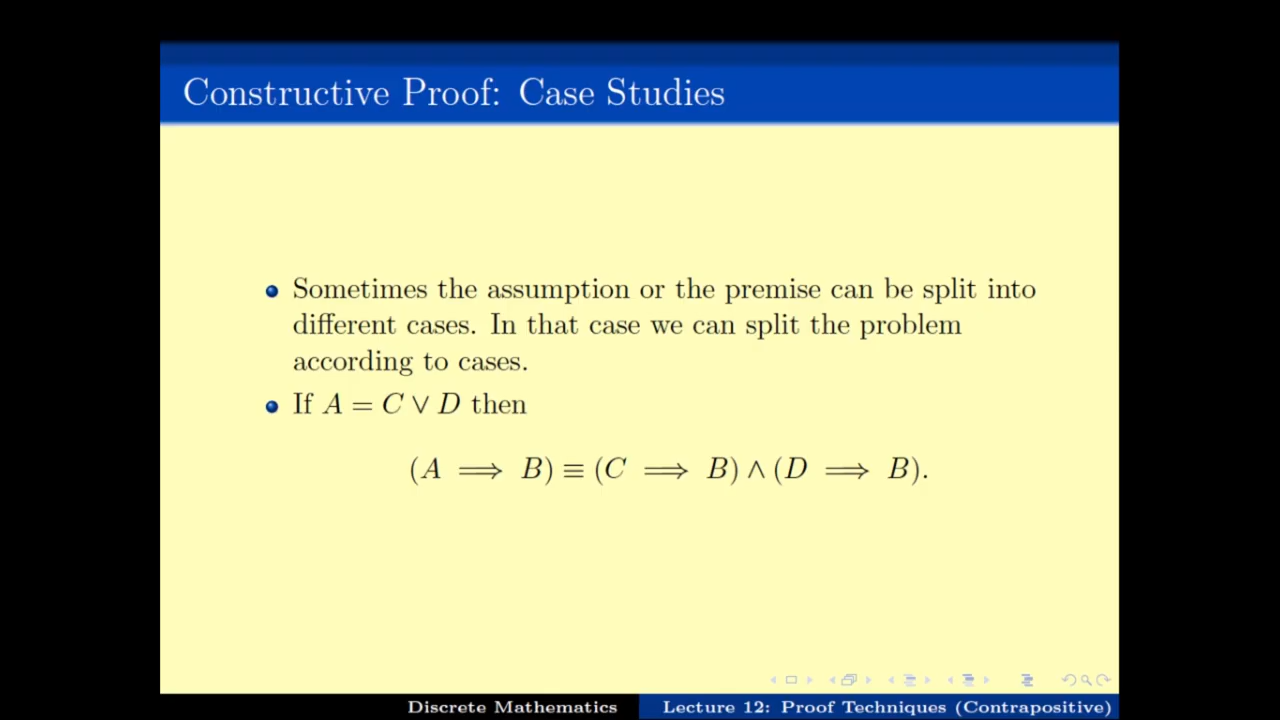 Constructive Proof: Case Studies
Sometimes the assumption or the premise can be split into
different cases. In that case we can split the problem
according to cases.
If A = C ∨ D then
(A ⟹ B) ≡ (C ⟹ B) ∧ (D ⟹ B).
Discrete Mathematics
Lecture 12: Proof Techniques (Contrapositive)